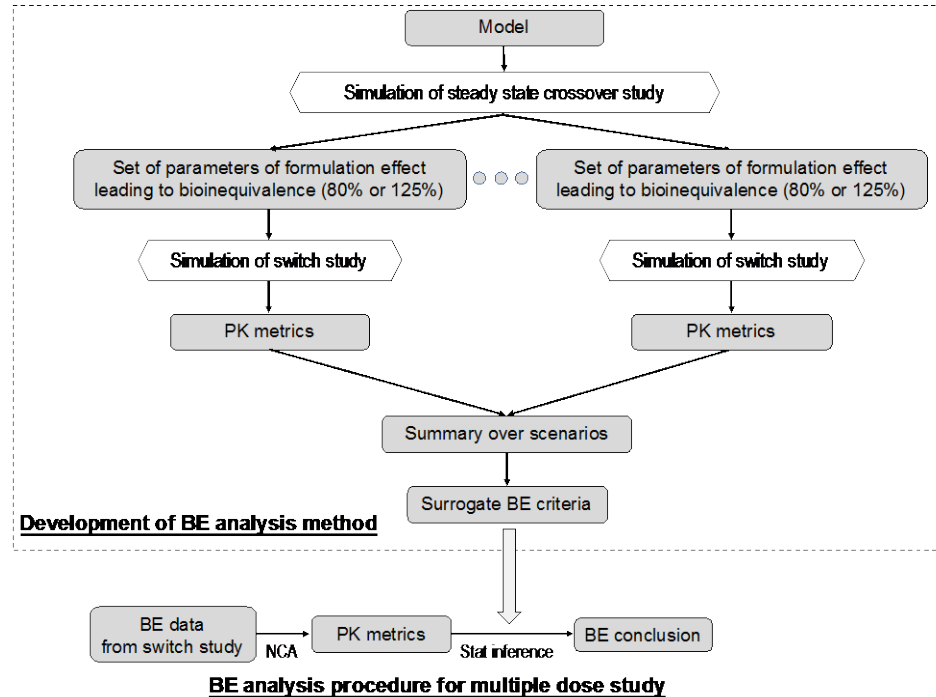 Model
Simulation of steady state crossover study
Set of parameters of formulation effect
leading to bioinequivalence (80% or 125%)
Set of parameters of formulation effect
leading to bioinequivalence (80% or 125%)
Simulation of switch study
Simulation of switch study
PK metrics
PK metrics
Summary over scenarios
Surrogate BE criteria
Development of BE analysis method
BE data
from switch study
NCA
PK metrics
Stat inference
BE conclusion
BE analysis procedure for multiple dose study